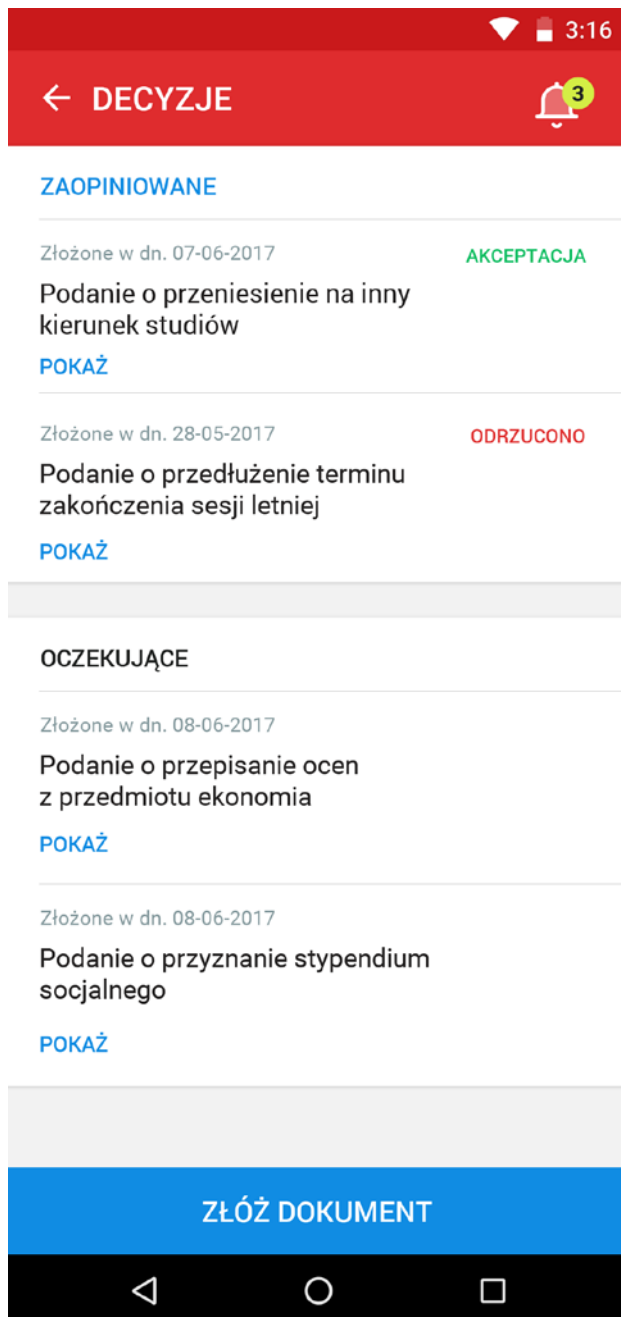 3:16
DECYZJE
3
ZAOPINIOWANE
Złożone w dn. 07-06-2017
AKCEPTACJA
Podanie o przeniesienie na inny
kierunek studiów
POKAŻ
Złożone w dn. 28-05-2017
ODRZUCONO
Podanie o przedłużenie terminu
zakończenia sesji letniej
POKAŻ
OCZEKUJĄCE
Złożone w dn. 08-06-2017
Podanie o przepisanie ocen
z przedmiotu ekonomia
POKAŻ
Złożone w dn. 08-06-2017
Podanie o przyznanie stypendium
socjalnego
POKAŻ
ZŁÓŻ DOKUMENT